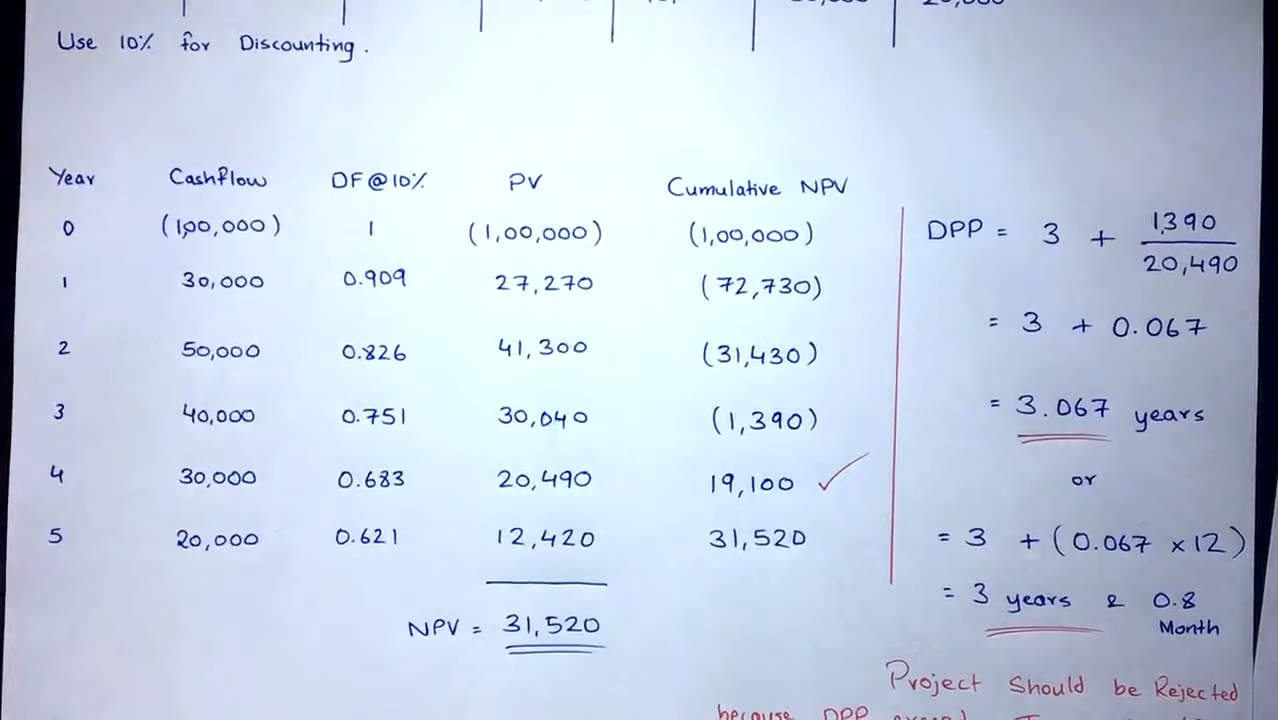 Use 10% for Discounting.
Year Cashflow DF@10% PV Cumulative NPV
0 (1,00,000) 1 (1,00,000) (1,00,000)
1 30,000 0.909 27,270 (72,730)
2 50,000 0.826 41,300 (31,430)
3 40,000 0.751 30,040 (1,390)
4 30,000 0.683 20,490 19,100 ✓
5 20,000 0.621 12,420 31,520
NPV = 31,520
DPP = 3 + 1,390 / 20,490
= 3 + 0.067
= 3.067 years
or
= 3 + (0.067 x12)
= 3 years & 0.8
Month
Project Should be Rejected
because DPP